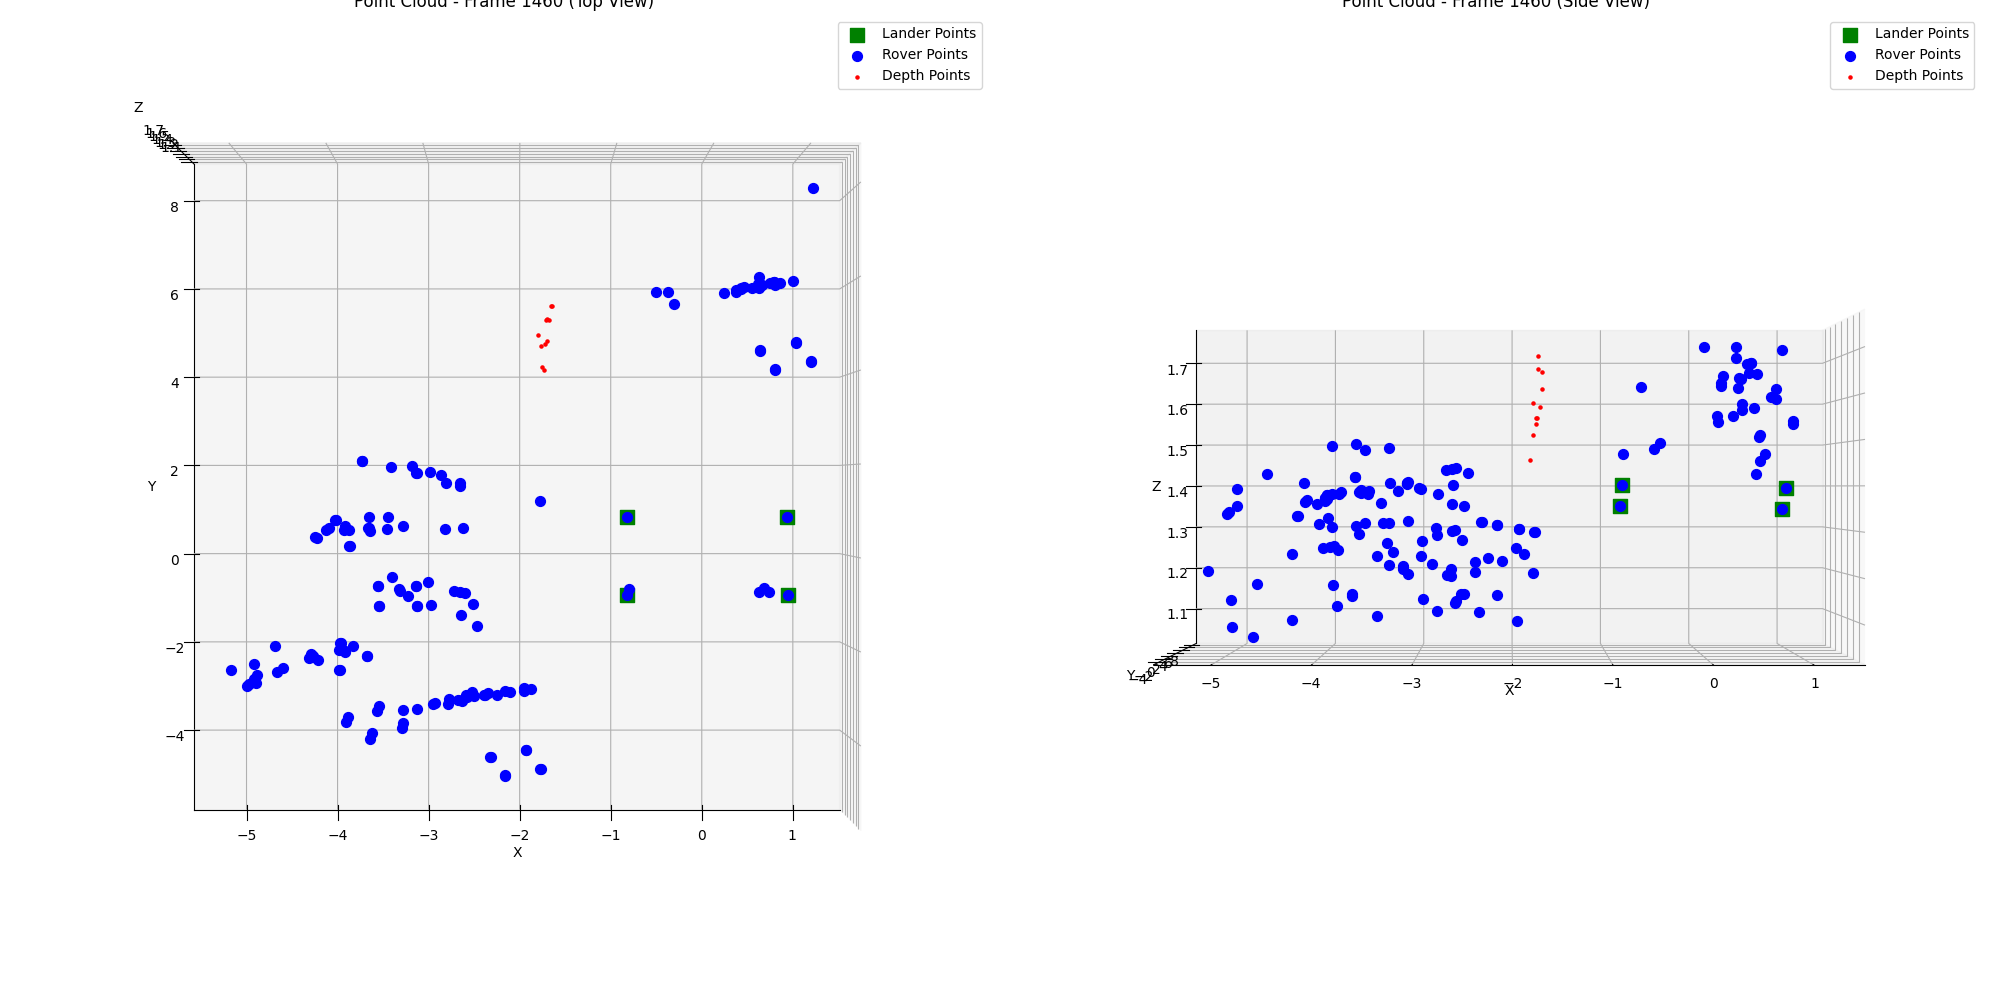 Point Cloud - Frame 1460 (Top View)
Lander Points
Rover Points
Depth Points
Z
8
6
4
2
0
−2
−4
Y
−5
−4
−3
−2
−1
0
1
X
Point Cloud - Frame 1460 (Side View)
Lander Points
Rover Points
Depth Points
1.7
1.6
1.5
1.4
1.3
1.2
1.1
Z
Y
−5
−4
−3
−2
−1
0
1
X